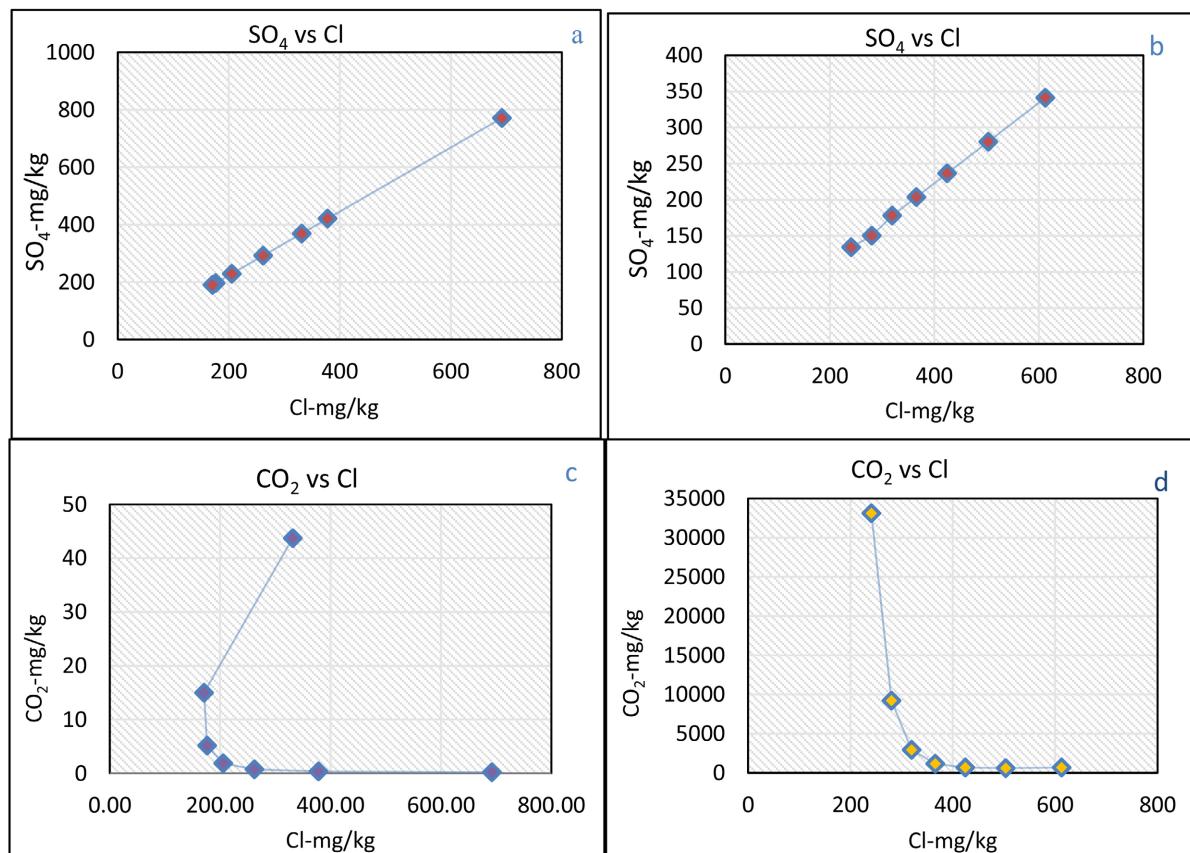 SO₄ vs Cl
a
1000
800
600
400
200
0
SO₄-mg/kg
0 200 400 600 800
Cl-mg/kg
SO₄ vs Cl
b
400
350
300
250
200
150
100
50
0
SO₄-mg/kg
0 200 400 600 800
Cl-mg/kg
CO₂ vs Cl
c
50
40
30
20
10
0
CO₂-mg/kg
0.00 200.00 400.00 600.00 800.00
Cl-mg/kg
CO₂ vs Cl
d
35000
30000
25000
20000
15000
10000
5000
0
CO₂-mg/kg
0 200 400 600 800
Cl-mg/kg